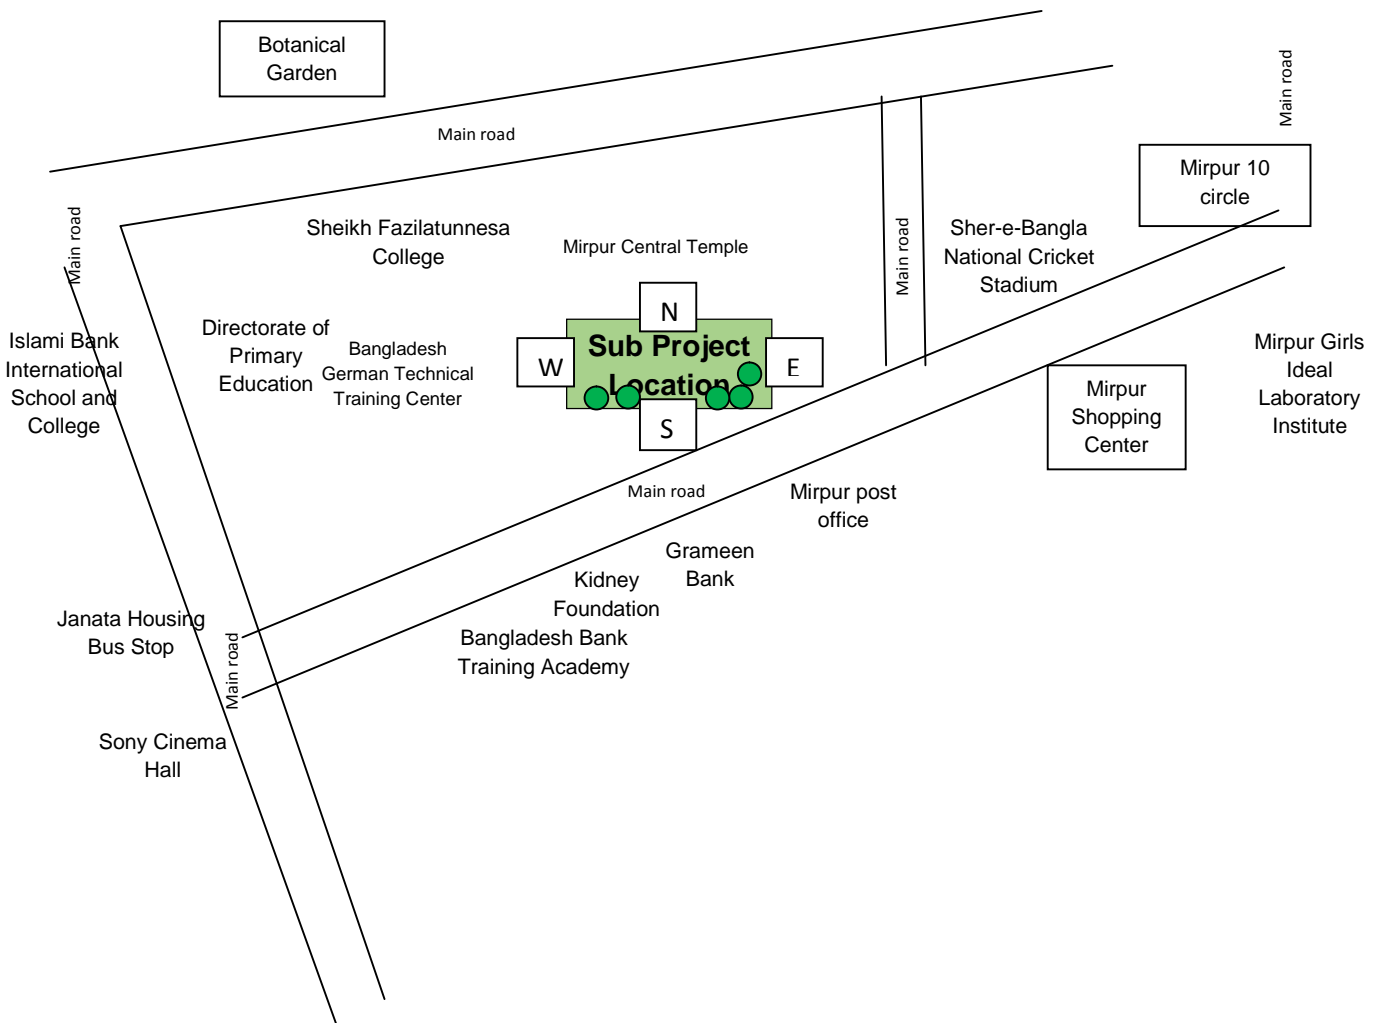 Botanical
Garden
Main road
Main road
Mirpur 10
circle
Main road
Sheikh Fazilatunnesa
College
Mirpur Central Temple
Main road
Sher-e-Bangla
National Cricket
Stadium
Islami Bank
International
School and
College
Directorate of
Primary
Education
Bangladesh
German Technical
Training Center
N
W
Sub Project
Location
E
S
Mirpur
Shopping
Center
Mirpur Girls
Ideal
Laboratory
Institute
Main road
Mirpur post
office
Grameen
Bank
Kidney
Foundation
Bangladesh Bank
Training Academy
Janata Housing
Bus Stop
Main road
Sony Cinema
Hall